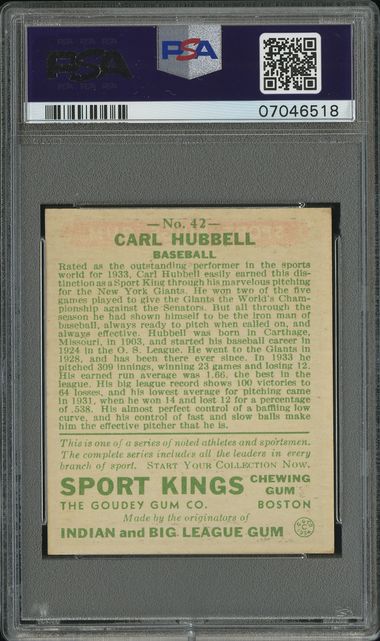 PSA
PSA
07046518
—No. 42—
CARL HUBBELL
BASEBALL
Rated as the outstanding performer in the sports
world for 1933, Carl Hubbell easily earned this dis-
tinction as a Sport King through his marvelous pitching
for the New York Giants. He won two of the five
games played to give the Giants the World's Cham-
pionship against the Senators. But all through the
season he had shown himself to be the iron man of
baseball, always ready to pitch when called on, and
always effective. Hubbell was born in Carthage,
Missouri, in 1903, and started his baseball career in
1924 in the O. S. League. He went to the Giants in
1928, and has been there ever since. In 1933 he
pitched 309 innings, winning 23 games and losing 12.
His earned run average was 1.66, the best in the
league. His big league record shows 100 victories to
64 losses, and his lowest average for pitching came
in 1931, when he won 14 and lost 12 for a percentage
of .538. His almost perfect control of a baffling low
curve, and his control of fast and slow balls make
him the effective pitcher that he is.
This is one of a series of noted athletes and sportsmen.
The complete series includes all the leaders in every
branch of sport. START YOUR COLLECTION NOW.
SPORT KINGS CHEWING GUM
THE GOUDEY GUM CO. BOSTON
Made by the originators of
INDIAN and BIG LEAGUE GUM